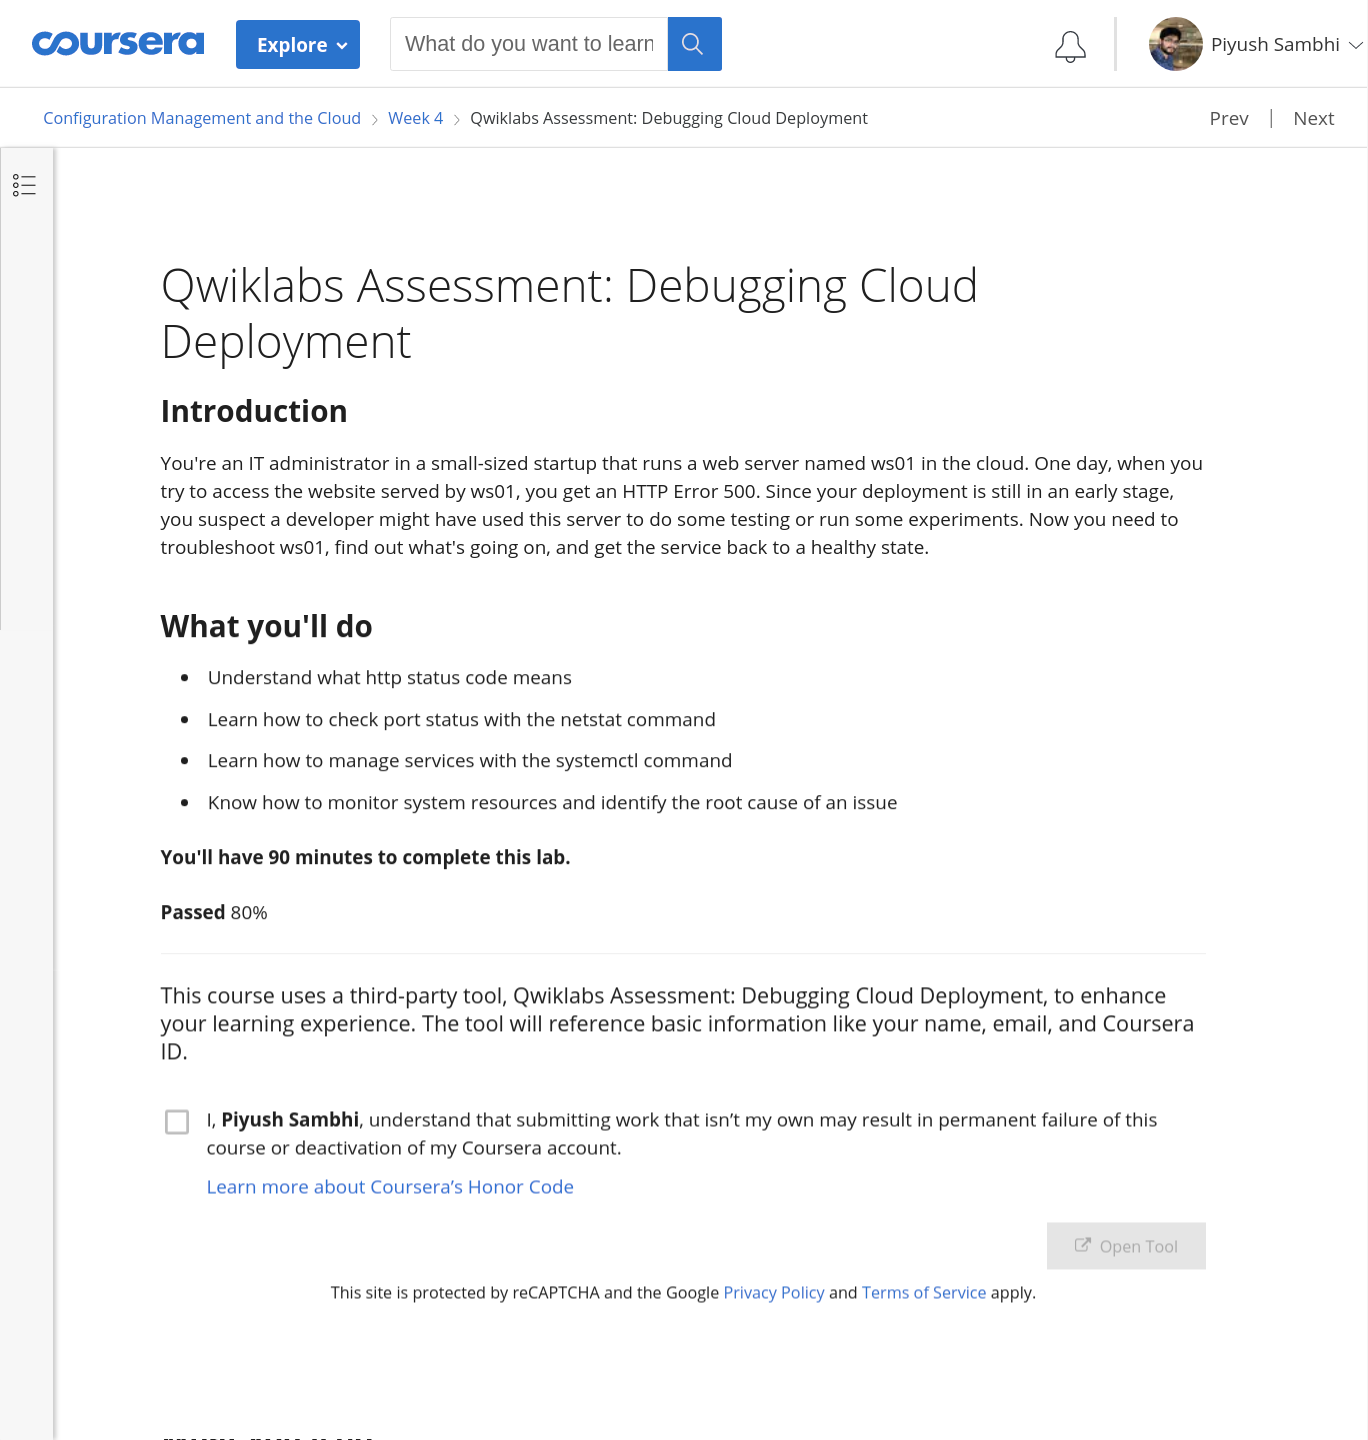 coursera
Explore
What do you want to learn
Piyush Sambhi
Configuration Management and the Cloud
Week 4
Qwiklabs Assessment: Debugging Cloud Deployment
Prev
Next
Qwiklabs Assessment: Debugging Cloud
Deployment
Introduction
You're an IT administrator in a small-sized startup that runs a web server named ws01 in the cloud. One day, when you
try to access the website served by ws01, you get an HTTP Error 500. Since your deployment is still in an early stage,
you suspect a developer might have used this server to do some testing or run some experiments. Now you need to
troubleshoot ws01, find out what's going on, and get the service back to a healthy state.
What you'll do
Understand what http status code means
Learn how to check port status with the netstat command
Learn how to manage services with the systemctl command
Know how to monitor system resources and identify the root cause of an issue
You'll have 90 minutes to complete this lab.
Passed 80%
This course uses a third-party tool, Qwiklabs Assessment: Debugging Cloud Deployment, to enhance
your learning experience. The tool will reference basic information like your name, email, and Coursera
ID.
I, Piyush Sambhi, understand that submitting work that isn’t my own may result in permanent failure of this
course or deactivation of my Coursera account.
Learn more about Coursera’s Honor Code
Open Tool
This site is protected by reCAPTCHA and the Google Privacy Policy and Terms of Service apply.